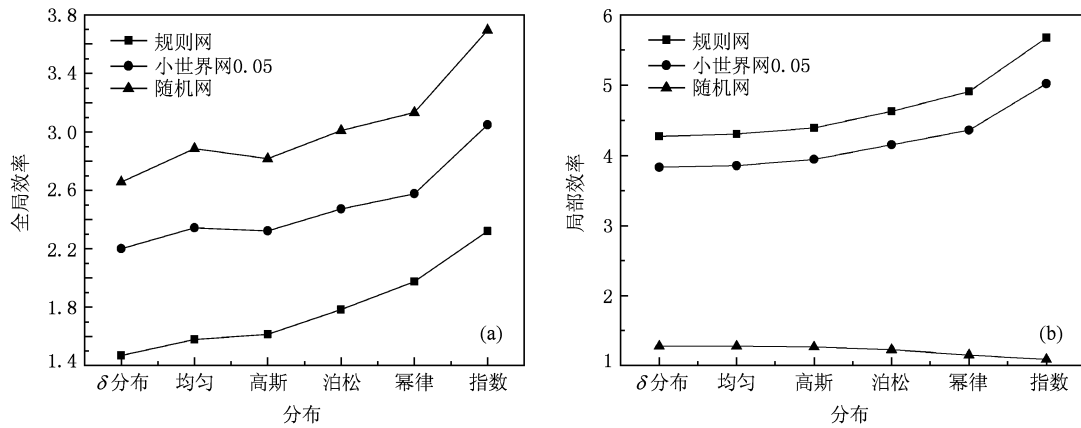 3.8
3.4
3.0
2.6
2.2
1.8
1.4
全局效率
规则网
小世界网0.05
随机网
(a)
δ分布 均匀 高斯 泊松 幂律 指数
分布
6
5
4
3
2
1
局部效率
规则网
小世界网0.05
随机网
(b)
δ分布 均匀 高斯 泊松 幂律 指数
分布